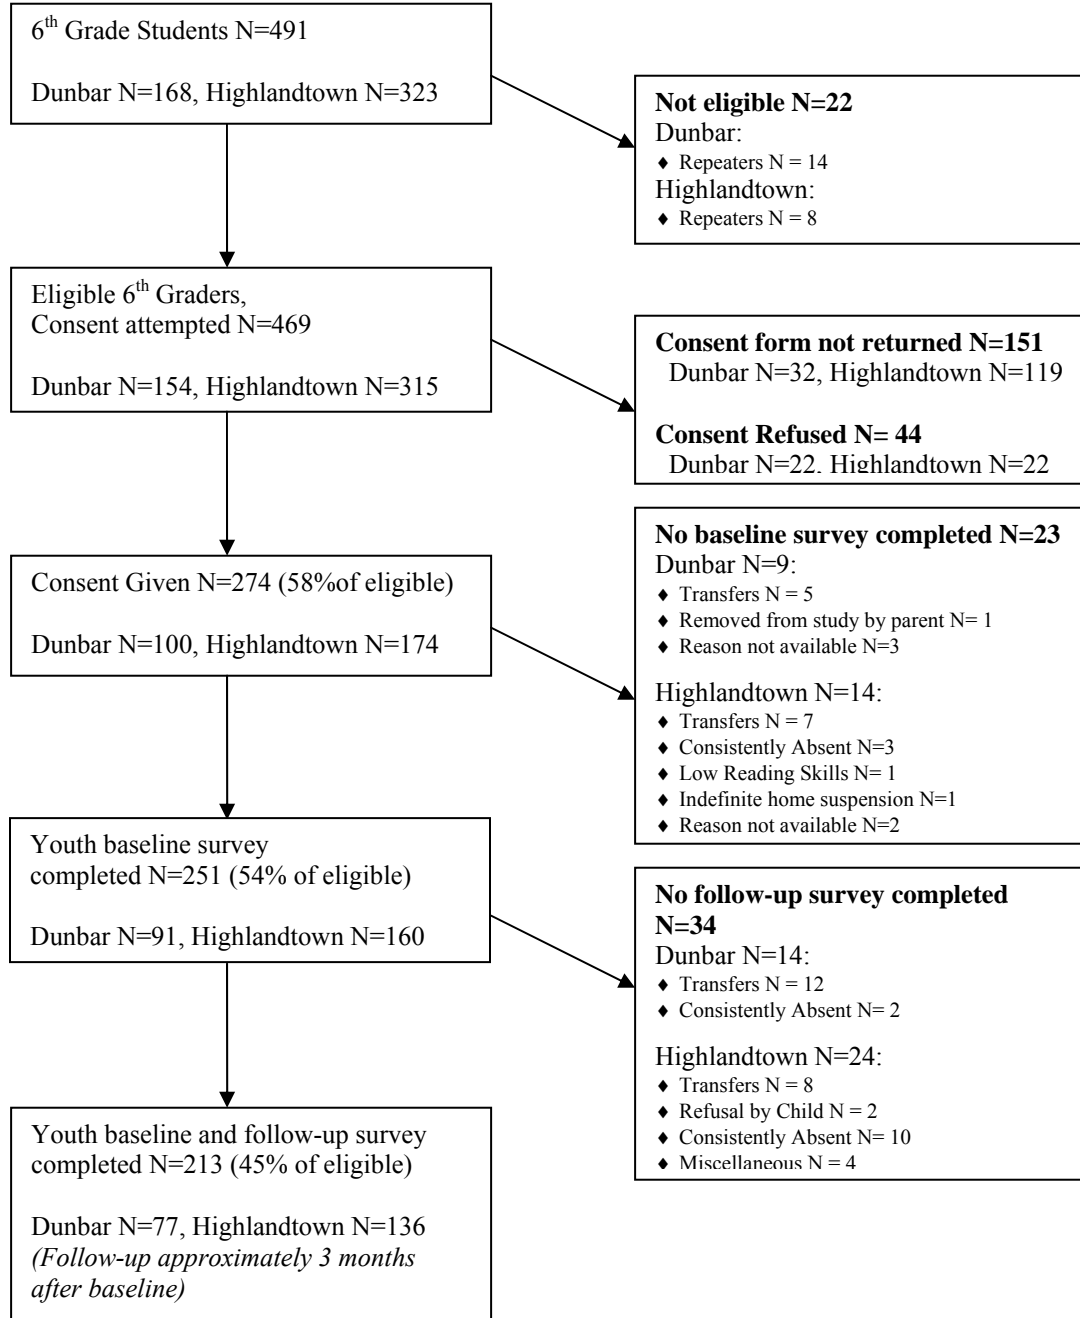 6th Grade Students N=491
Dunbar N=168, Highlandtown N=323
Not eligible N=22
Dunbar:
♦ Repeaters N = 14
Highlandtown:
♦ Repeaters N = 8
Eligible 6th Graders,
Consent attempted N=469
Dunbar N=154, Highlandtown N=315
Consent form not returned N=151
Dunbar N=32, Highlandtown N=119
Consent Refused N= 44
Dunbar N=22, Highlandtown N=22
Consent Given N=274 (58%of eligible)
Dunbar N=100, Highlandtown N=174
No baseline survey completed N=23
Dunbar N=9:
♦ Transfers N = 5
♦ Removed from study by parent N= 1
♦ Reason not available N=3
Highlandtown N=14:
♦ Transfers N = 7
♦ Consistently Absent N=3
♦ Low Reading Skills N= 1
♦ Indefinite home suspension N=1
♦ Reason not available N=2
Youth baseline survey
completed N=251 (54% of eligible)
Dunbar N=91, Highlandtown N=160
No follow-up survey completed
N=34
Dunbar N=14:
♦ Transfers N = 12
♦ Consistently Absent N= 2
Highlandtown N=24:
♦ Transfers N = 8
♦ Refusal by Child N = 2
♦ Consistently Absent N= 10
♦ Miscellaneous N = 4
Youth baseline and follow-up survey
completed N=213 (45% of eligible)
Dunbar N=77, Highlandtown N=136
(Follow-up approximately 3 months
after baseline)